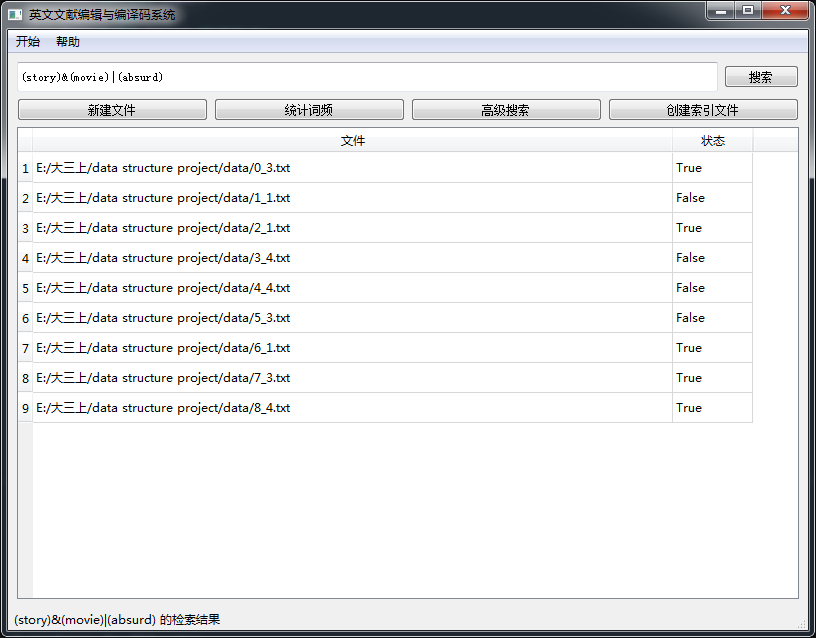 英文文献编辑与编译码系统
开始 帮助
(story)&(movie)|(absurd) 搜索
新建文件 统计词频 高级搜索 创建索引文件
文件 状态
1 E:/大三上/data structure project/data/0_3.txt True
2 E:/大三上/data structure project/data/1_1.txt False
3 E:/大三上/data structure project/data/2_1.txt True
4 E:/大三上/data structure project/data/3_4.txt False
5 E:/大三上/data structure project/data/4_4.txt False
6 E:/大三上/data structure project/data/5_3.txt False
7 E:/大三上/data structure project/data/6_1.txt True
8 E:/大三上/data structure project/data/7_3.txt True
9 E:/大三上/data structure project/data/8_4.txt True
(story)&(movie)|(absurd) 的检索结果